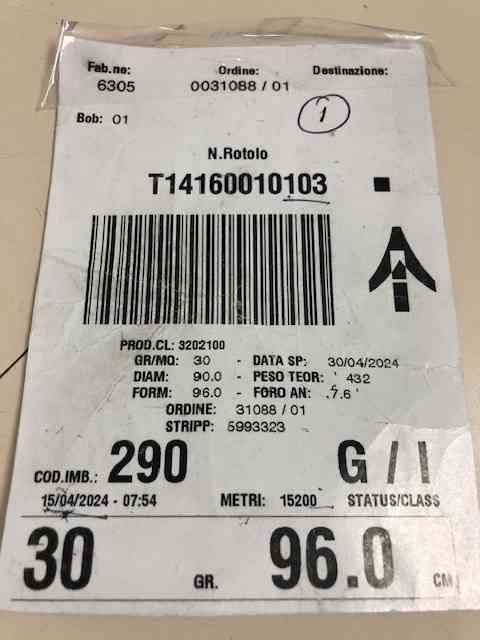 Fab.ne: Ordine: Destinazione:
6305 0031088 / 01
Bob: 01
1
N.Rotolo
T14160010103
PROD.CL: 3202100
GR/MQ: 30 - DATA SP: 30/04/2024
DIAM: 90.0 - PESO TEOR: 432
FORM: 96.0 - FORO AN: 7.6
ORDINE: 31088 / 01
STRIPP: 5993323
COD.IMB.: 290 G / I
15/04/2024 - 07:54 METRI: 15200 STATUS/CLASS
30 GR. 96.0 CM